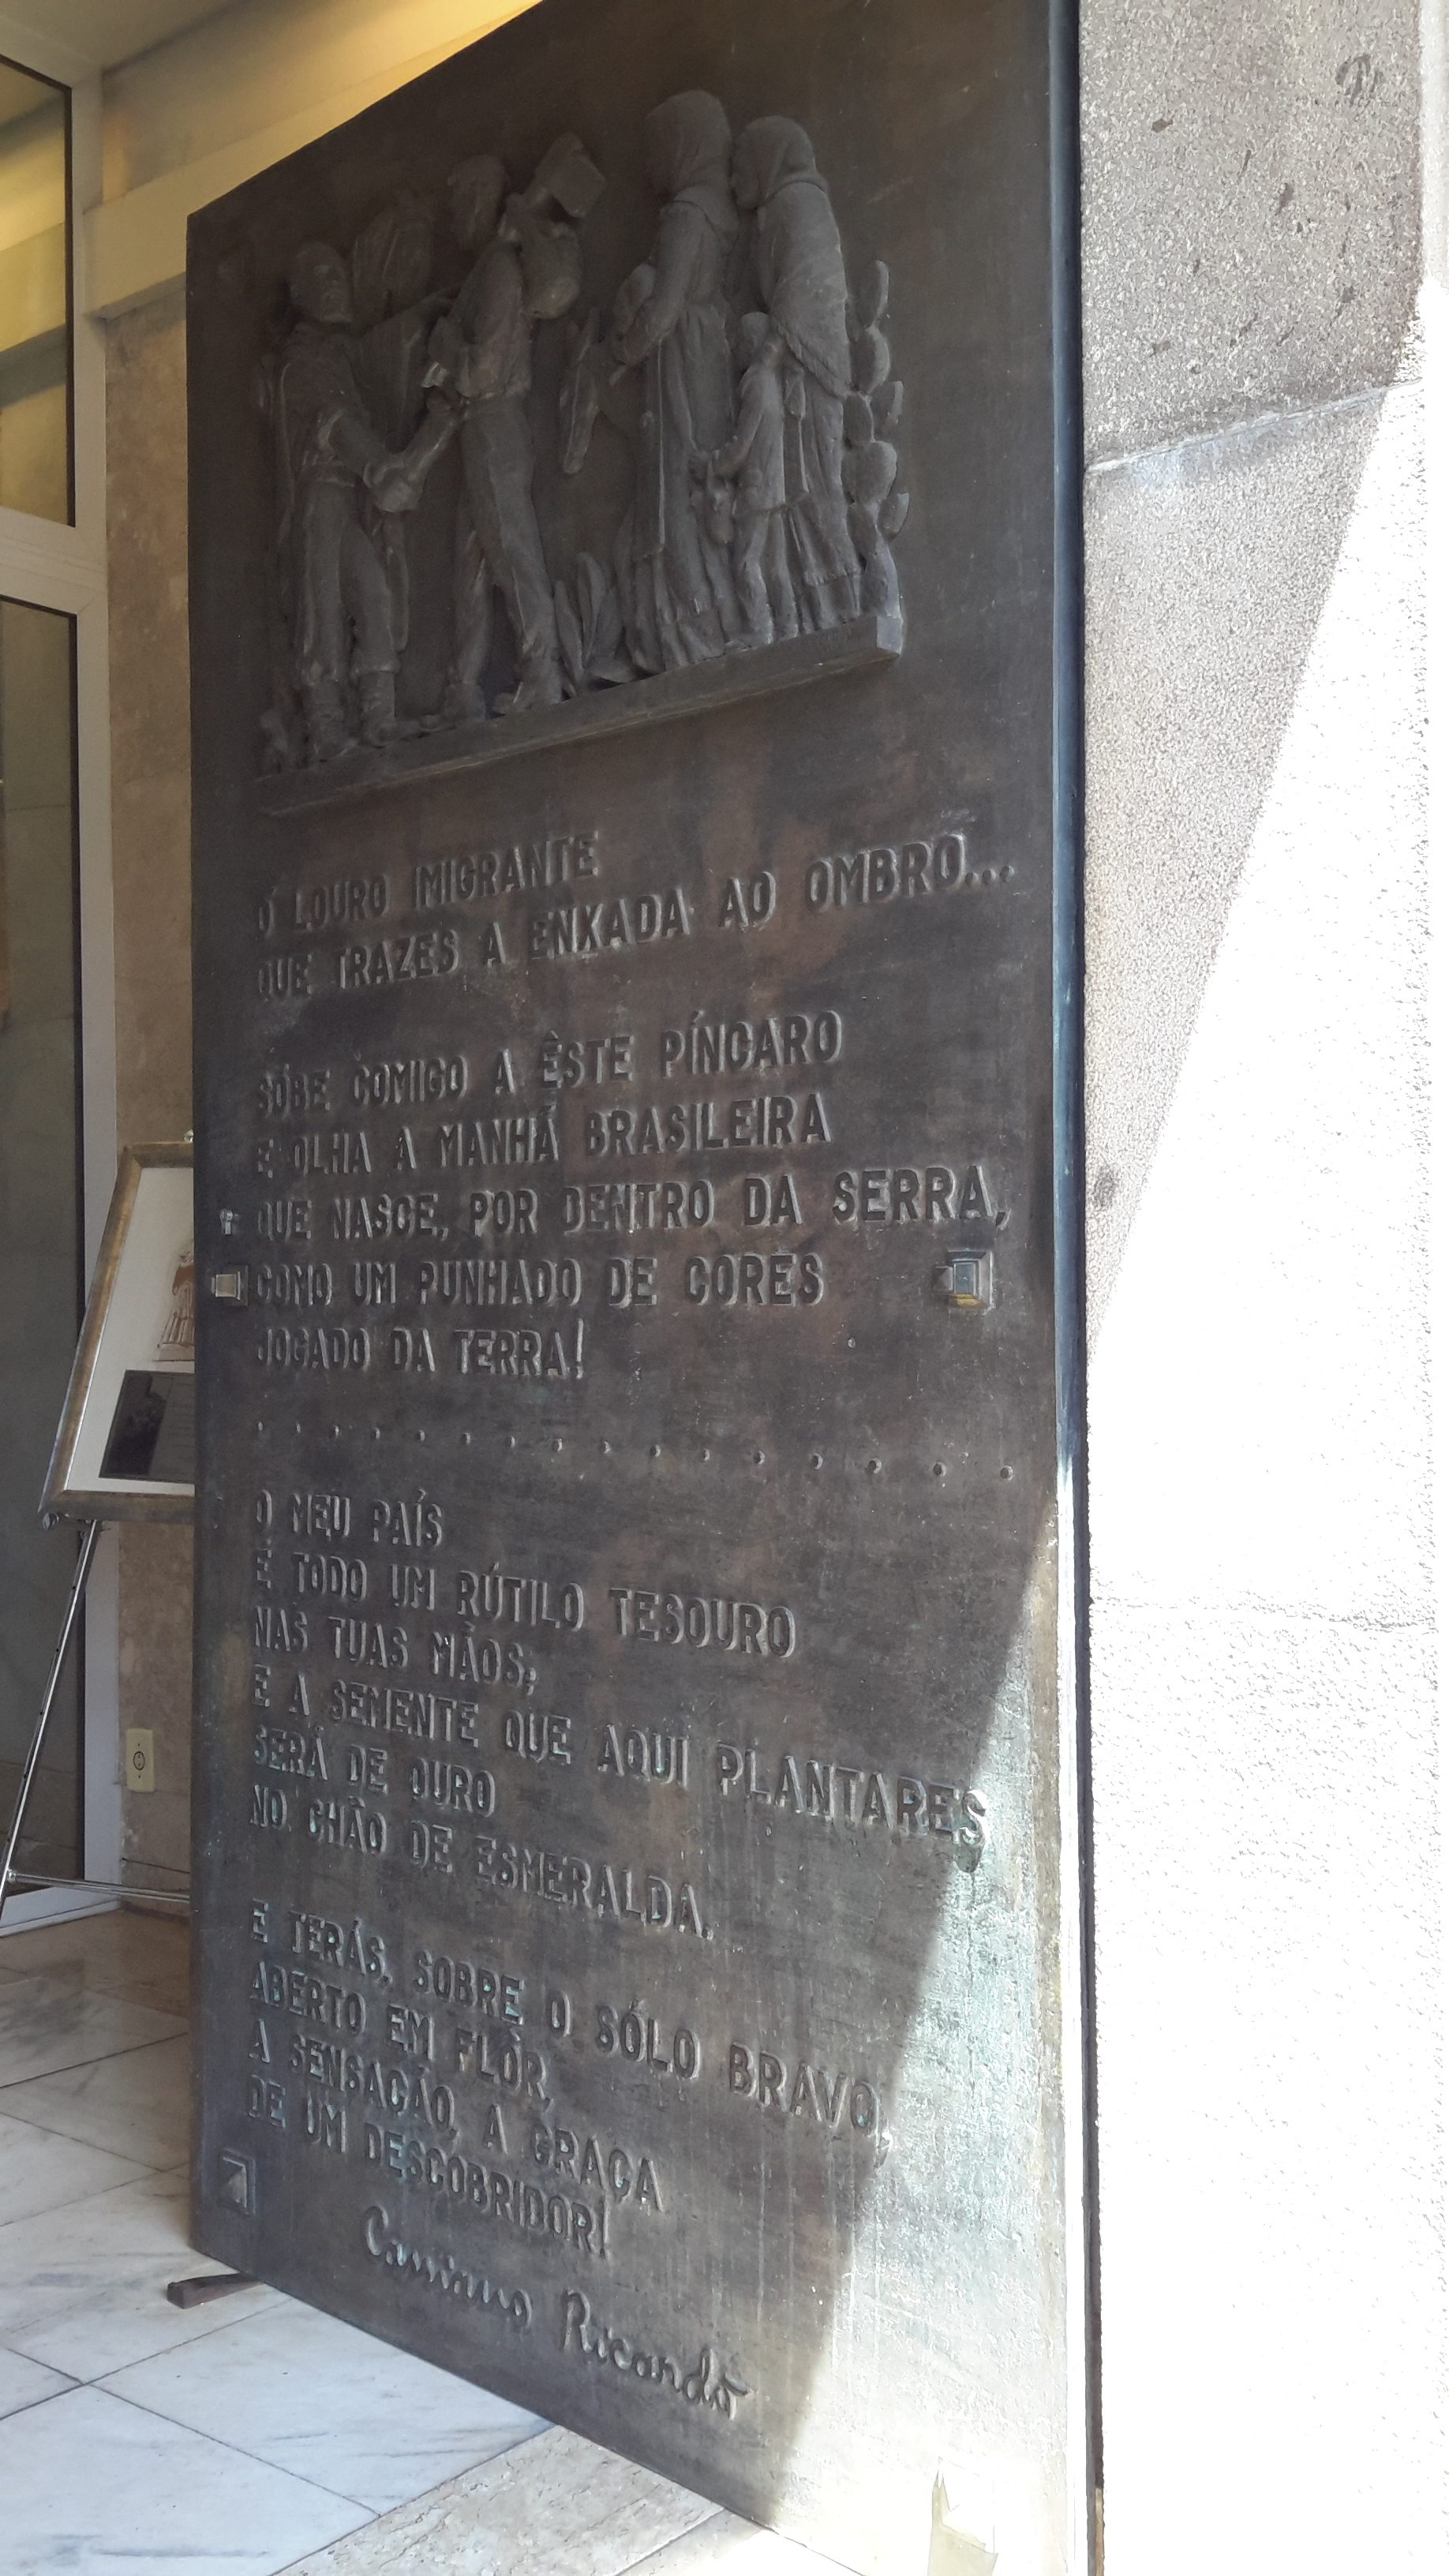 Ó LOURO IMIGRANTE
QUE TRAZES A ENXADA AO OMBRO...
SÓBE COMIGO A ÊSTE PÍNCARO
E OLHA A MANHÃ BRASILEIRA
QUE NASCE, POR DENTRO DA SERRA,
COMO UM PUNHADO DE CORES
JOGADO DA TERRA!
. . . . . . . . . . . . . . . . .
O MEU PAÍS
É TODO UM RÚTILO TESOURO
NAS TUAS MÃOS;
E A SEMENTE QUE AQUI PLANTARES
SERÁ DE OURO
NO CHÃO DE ESMERALDA.
E TERÁS, SOBRE O SÓLO BRAVO,
ABERTO EM FLÔR,
A SENSAÇÃO, A GRAÇA
DE UM DESCOBRIDOR!
Cassiano Ricardo